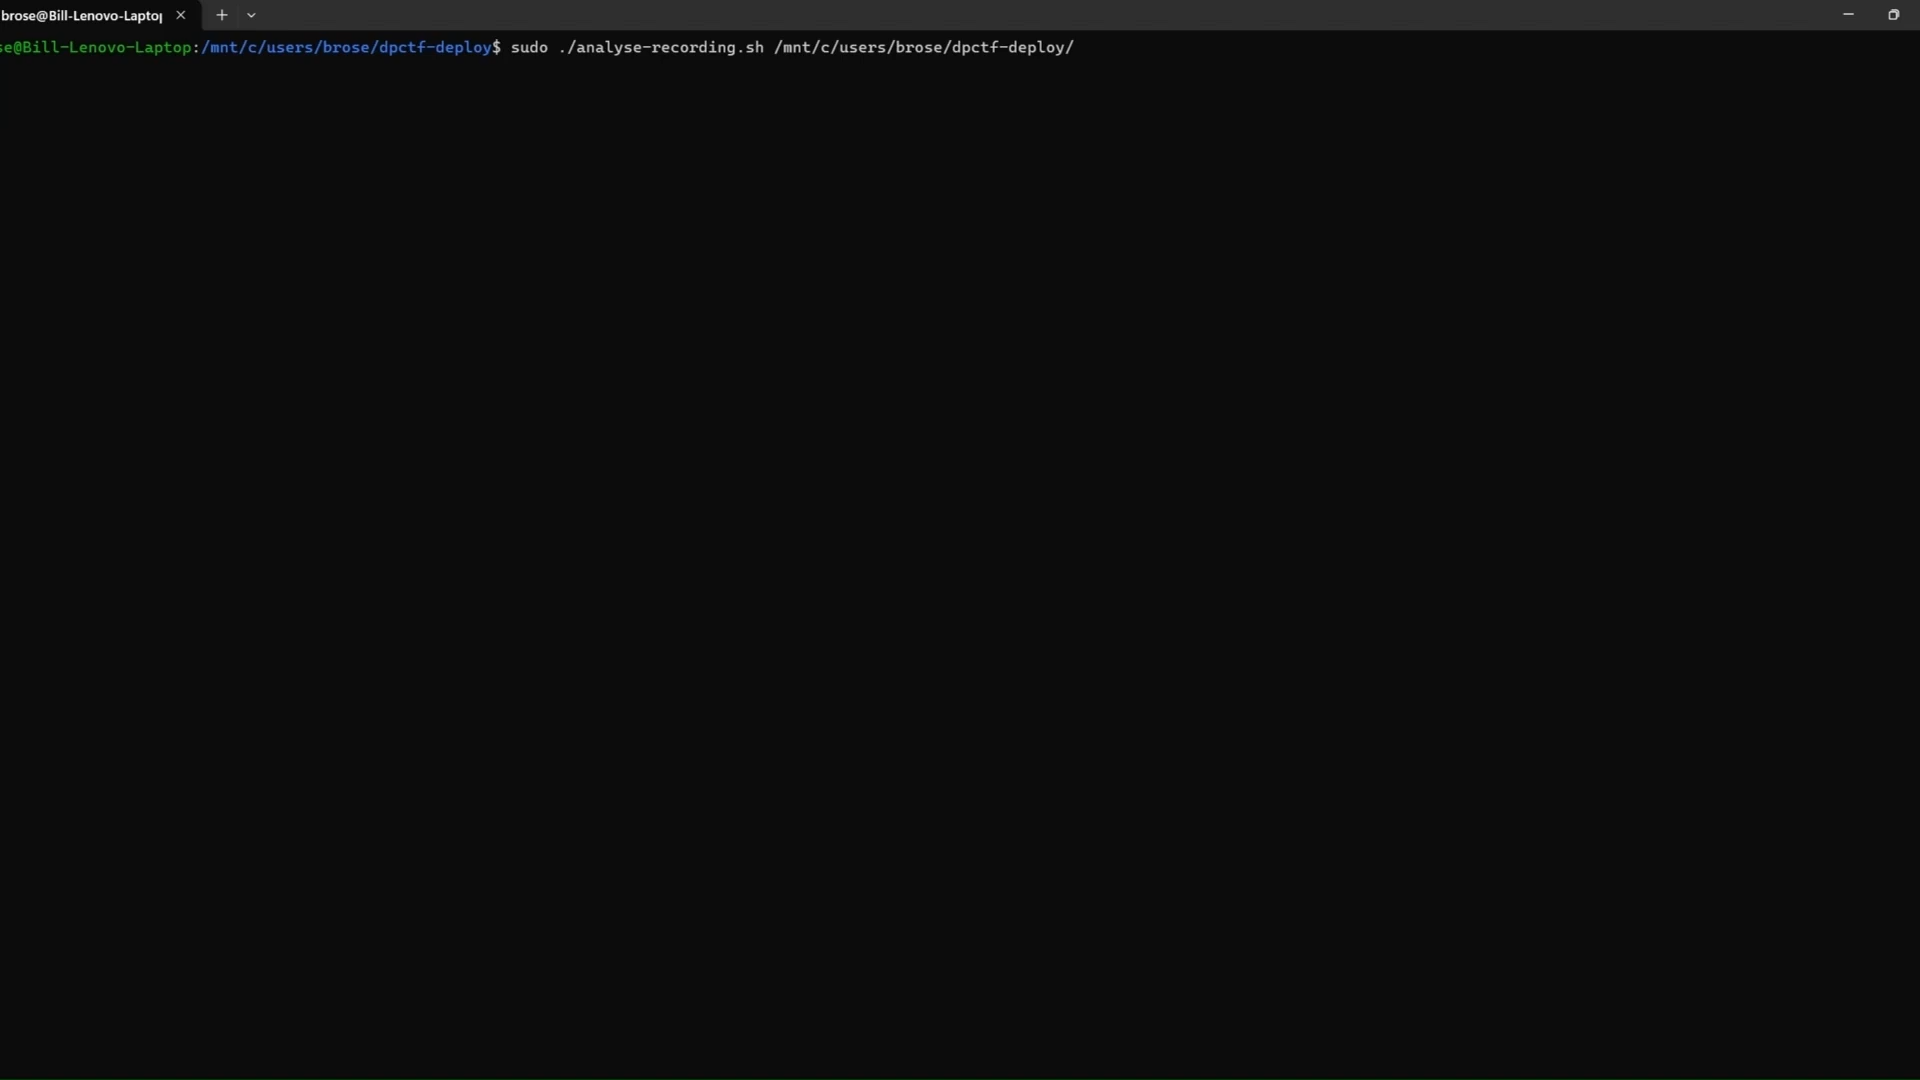 brose@Bill-Lenovo-Laptop
se@Bill-Lenovo-Laptop:/mnt/c/users/brose/dpctf-deploy$ sudo ./analyse-recording.sh /mnt/c/users/brose/dpctf-deploy/